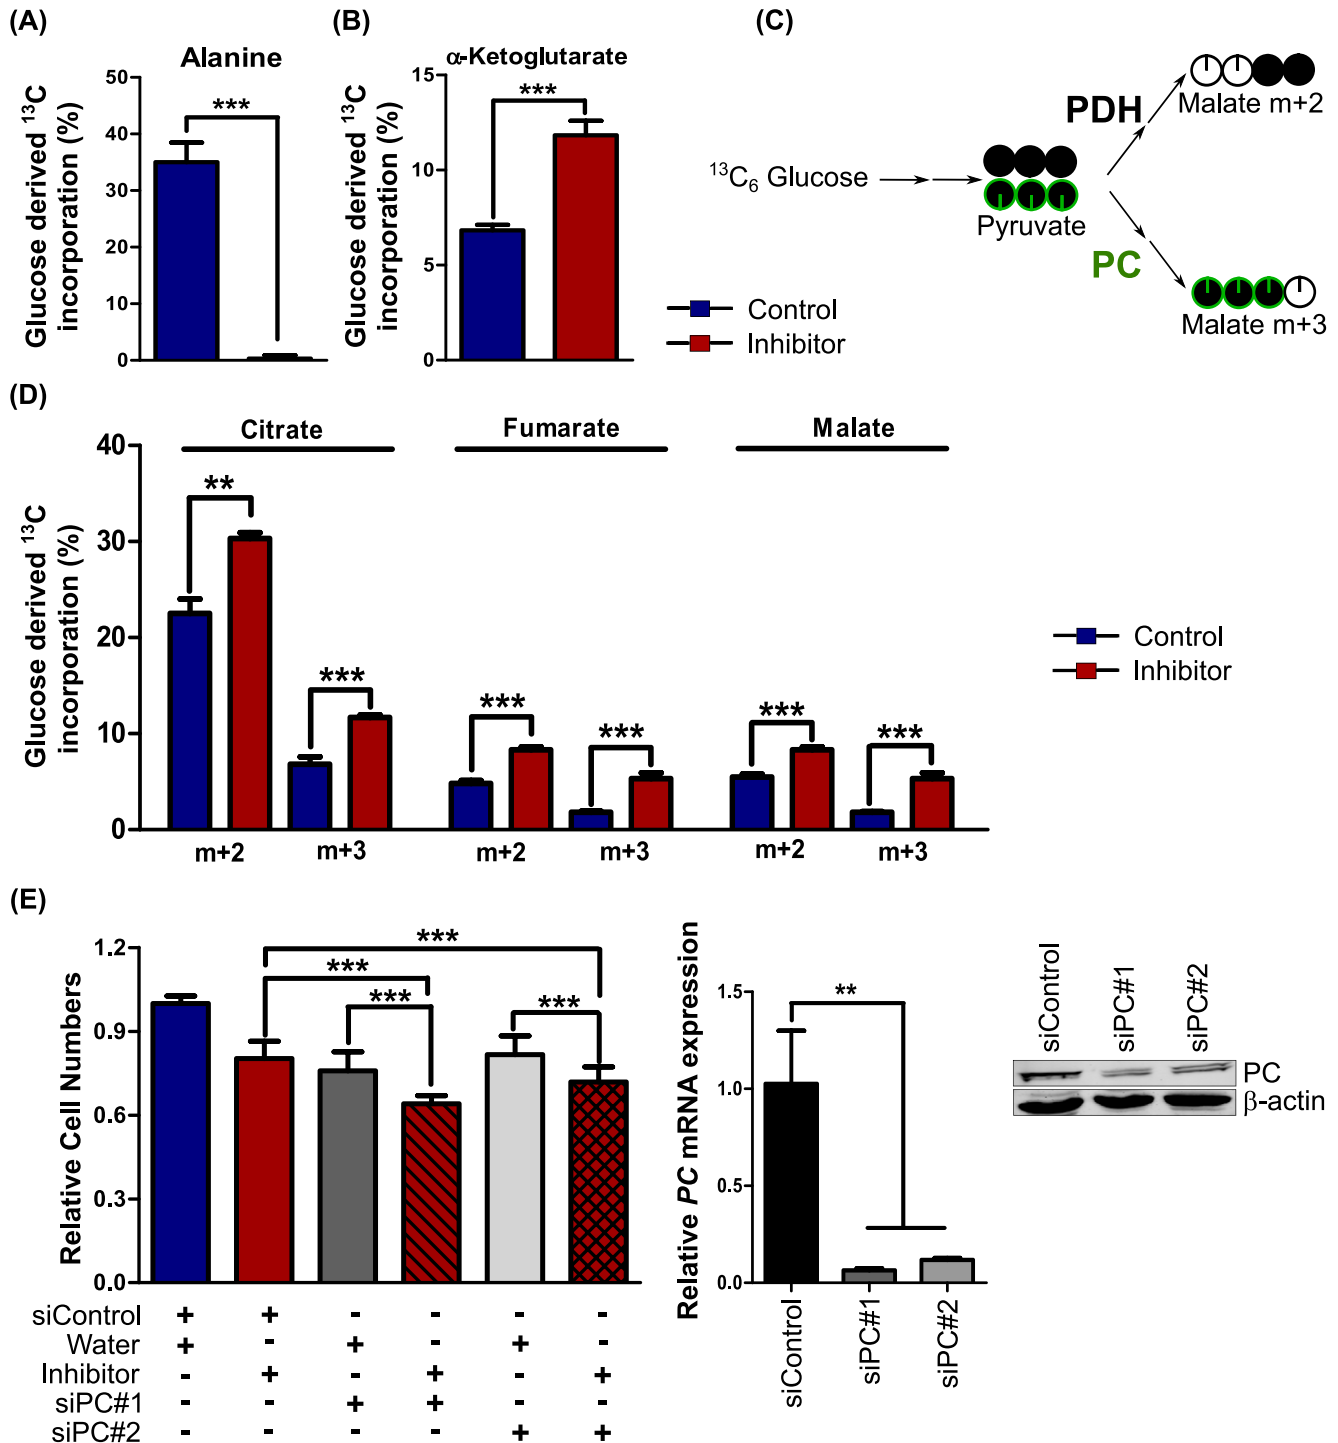 (A)
Alanine
Glucose derived ¹³C
incorporation (%)
50
40
30
20
10
0
***
(B)
α-Ketoglutarate
Glucose derived ¹³C
incorporation (%)
15
10
5
0
***
Control
Inhibitor
(C)
¹³C₆ Glucose
Pyruvate
PDH
PC
Malate m+2
Malate m+3
(D)
Glucose derived ¹³C
incorporation (%)
40
30
20
10
0
Citrate
Fumarate
Malate
**
***
***
***
***
***
m+2
m+3
m+2
m+3
m+2
m+3
Control
Inhibitor
(E)
Relative Cell Numbers
1.2
0.9
0.6
0.3
0.0
***
***
***
***
siControl + + - - - -
Water + - + - + -
Inhibitor - + - + - +
siPC#1 - - + + - -
siPC#2 - - - - + +
Relative PC mRNA expression
1.5
1.0
0.5
0.0
**
siControl
siPC#1
siPC#2
siControl
siPC#1
siPC#2
PC
β-actin